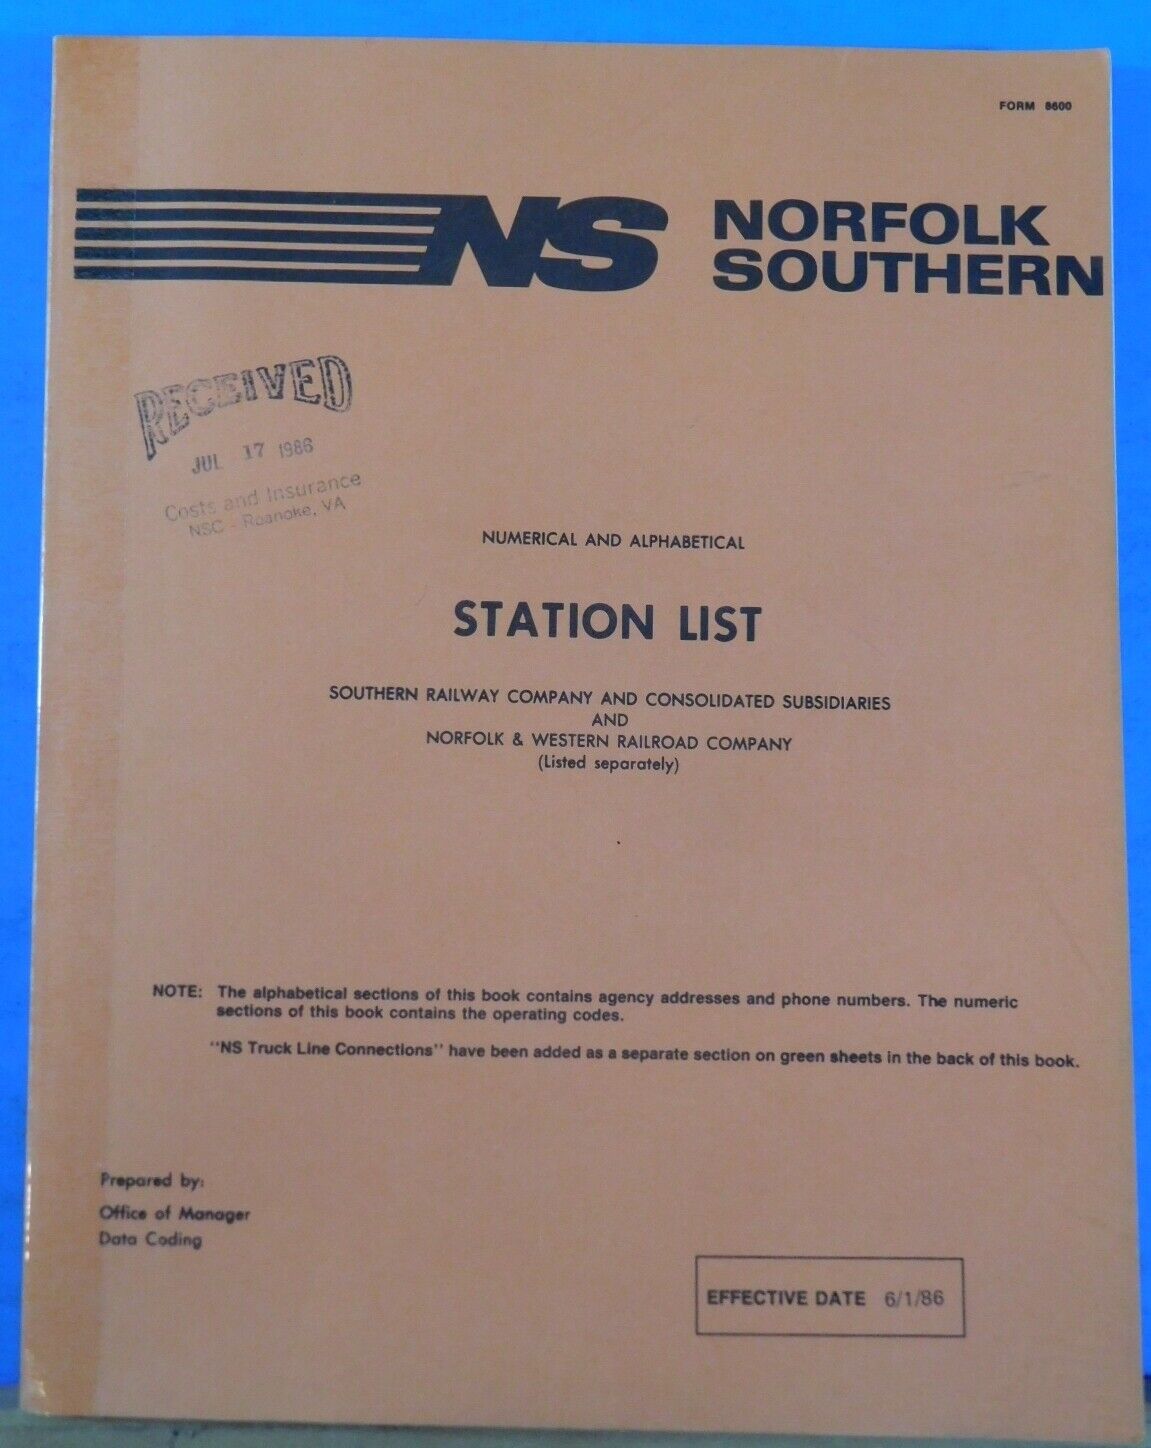 FORM 8600
NS NORFOLK
SOUTHERN
RECEIVED
JUL 17 1986
Costs and Insurance
NSC - Roanoke, VA
NUMERICAL AND ALPHABETICAL
STATION LIST
SOUTHERN RAILWAY COMPANY AND CONSOLIDATED SUBSIDIARIES
AND
NORFOLK & WESTERN RAILROAD COMPANY
(Listed separately)
NOTE: The alphabetical sections of this book contains agency addresses and phone numbers. The numeric
sections of this book contains the operating codes.
"NS Truck Line Connections" have been added as a separate section on green sheets in the back of this book.
Prepared by:
Office of Manager
Data Coding
EFFECTIVE DATE 6/1/86